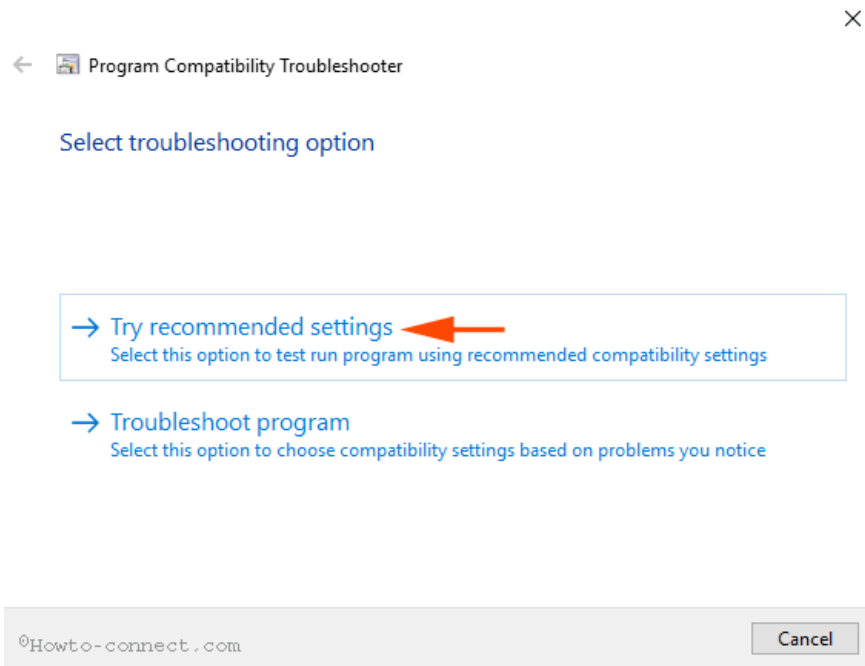 Program Compatibility Troubleshooter
Select troubleshooting option
Try recommended settings
Select this option to test run program using recommended compatibility settings
Troubleshoot program
Select this option to choose compatibility settings based on problems you notice
©Howto-connect.com
Cancel